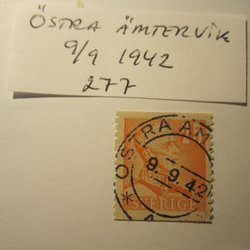 ÖSTRA ÄMTERVIK
9/9 1942
277
* ÖSTRA ÄM
9.9.42
SVERIGE